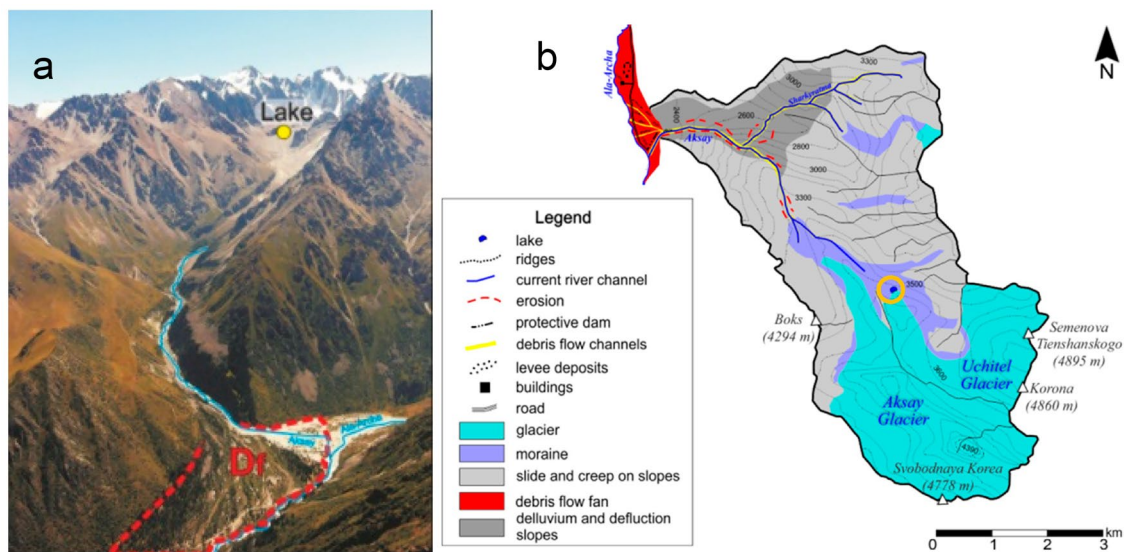 a
Lake
Aksay
Ala-Archa
Df
b
N
Ala-Archa
Aksay
Sharkyratma
2400
2600
3000
3300
2800
3000
3300
3500
3600
4390
Boks
(4294 m)
Semenova
Tienshanskogo
(4895 m)
Uchitel
Glacier
Korona
(4860 m)
Aksay
Glacier
Svobodnaya Korea
(4778 m)
Legend
lake
ridges
current river channel
erosion
protective dam
debris flow channels
levee deposits
buildings
road
glacier
moraine
slide and creep on slopes
debris flow fan
delluvium and defluction
slopes
0 1 2 3 km